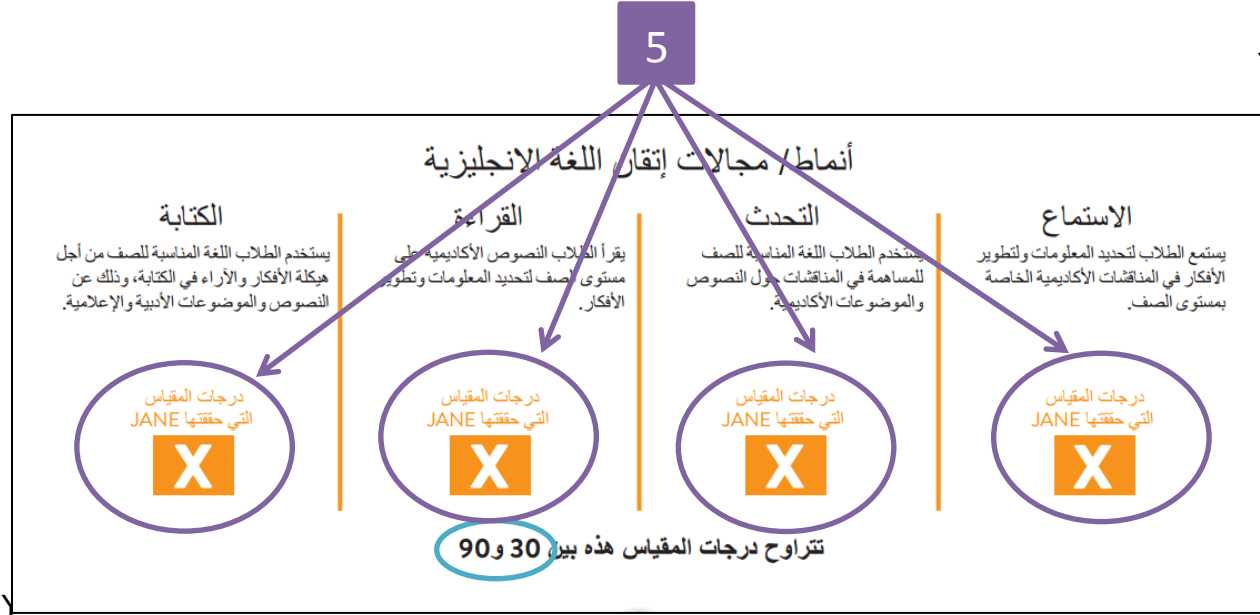 5
أنماط/ مجالات إتقان اللغة الإنجليزية
الاستماع
يستمع الطلاب لتحديد المعلومات ولتطوير
الأفكار في المناقشات الأكاديمية الخاصة
بمستوى الصف.
درجات المقياس
التي حققتها JANE
X
التحدث
يستخدم الطلاب اللغة المناسبة للصف
للمساهمة في المناقشات حول النصوص
والموضوعات الأكاديمية.
درجات المقياس
التي حققتها JANE
X
القراءة
يقرأ الطلاب النصوص الأكاديمية على
مستوى الصف لتحديد المعلومات وتطوير
الأفكار.
درجات المقياس
التي حققتها JANE
X
الكتابة
يستخدم الطلاب اللغة المناسبة للصف من أجل
هيكلة الأفكار والآراء في الكتابة، وذلك عن
النصوص والموضوعات الأدبية والإعلامية.
درجات المقياس
التي حققتها JANE
X
تتراوح درجات المقياس هذه بين 30 و90